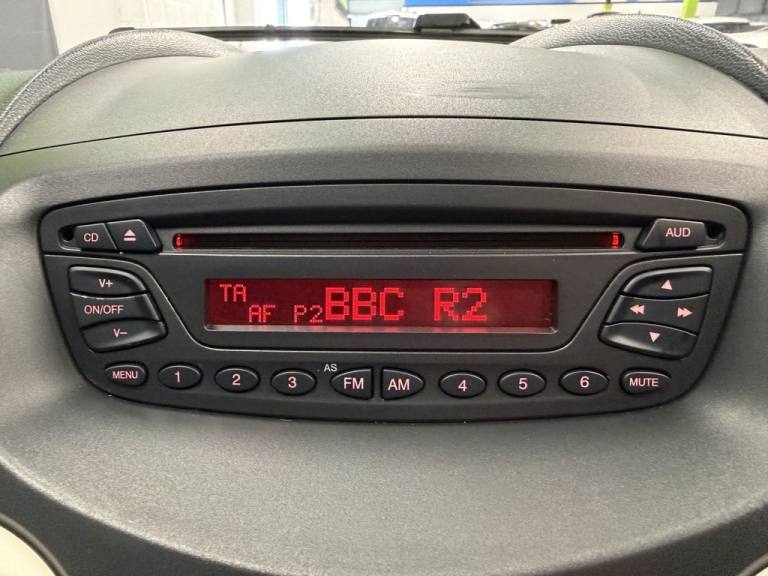 CD
AUD
V+
ON/OFF
V-
TA
AF P2 BBC R2
MENU
1
2
3
AS
FM
AM
4
5
6
MUTE